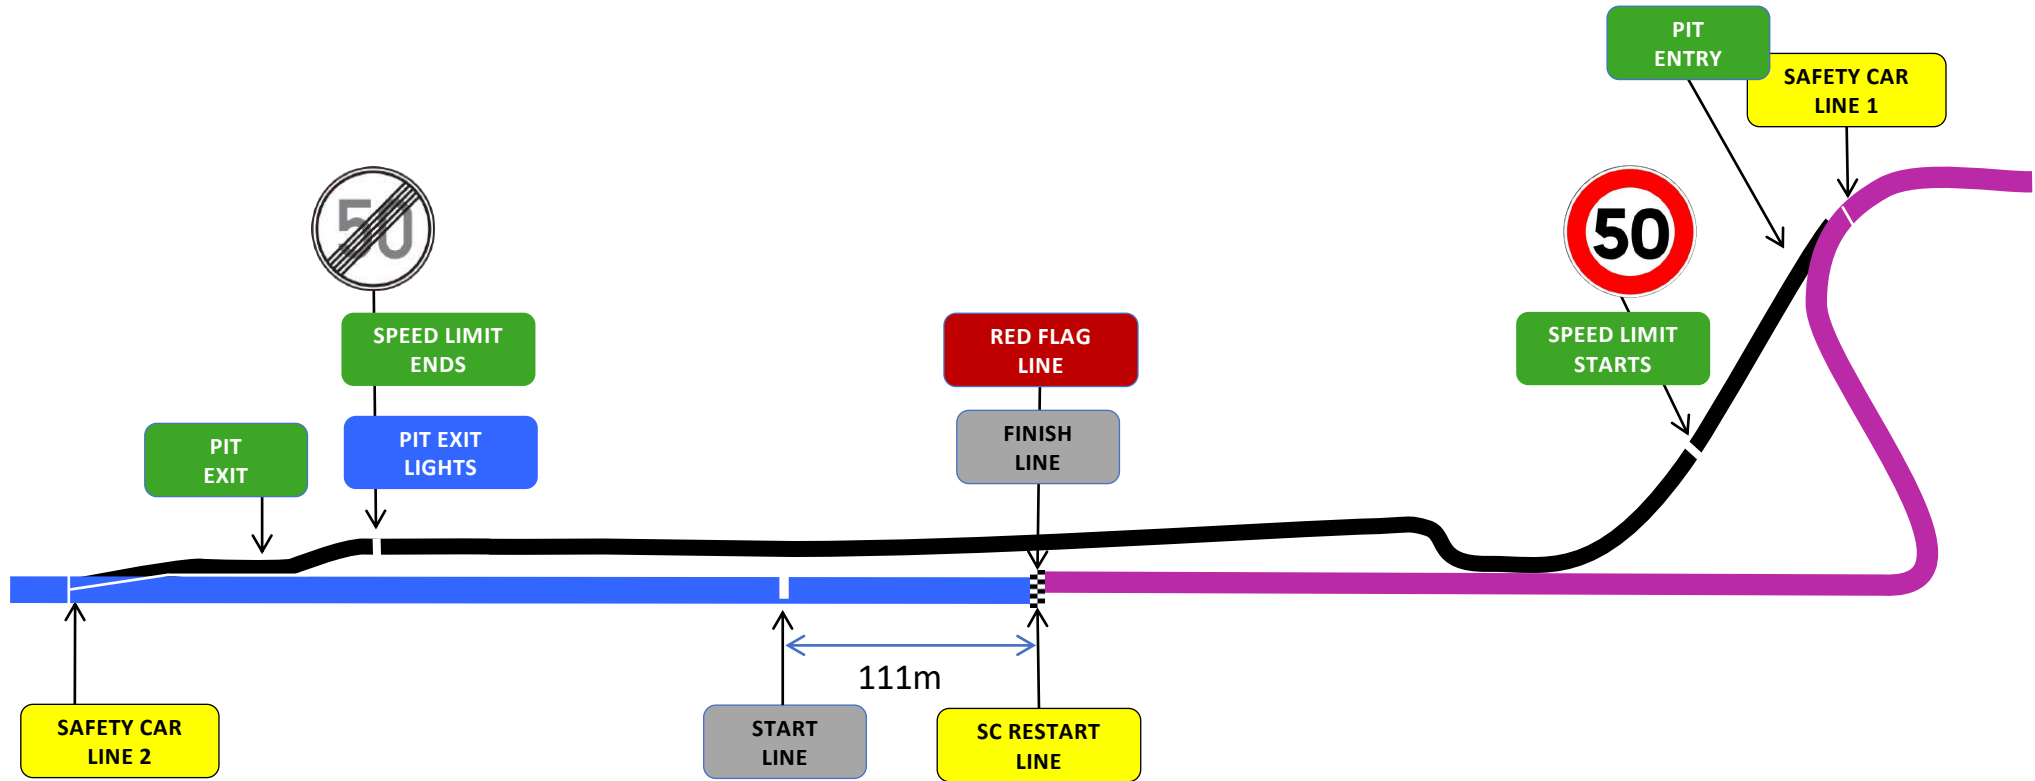 PIT
ENTRY
SAFETY CAR
LINE 1
50
50
SPEED LIMIT
ENDS
RED FLAG
LINE
SPEED LIMIT
STARTS
PIT
EXIT
PIT EXIT
LIGHTS
FINISH
LINE
111m
SAFETY CAR
LINE 2
START
LINE
SC RESTART
LINE